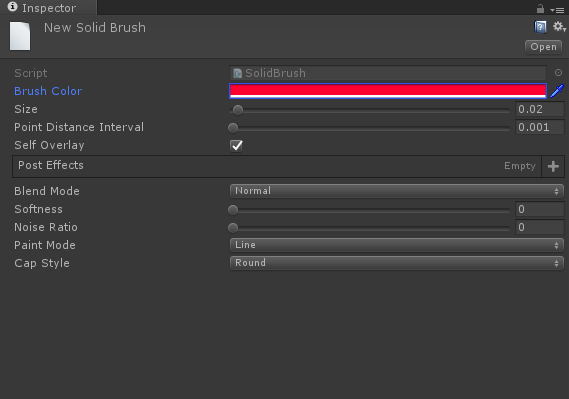 Inspector
New Solid Brush
Open
Script SolidBrush
Brush Color
Size 0.02
Point Distance Interval 0.001
Self Overlay
Post Effects Empty
Blend Mode Normal
Softness 0
Noise Ratio 0
Paint Mode Line
Cap Style Round